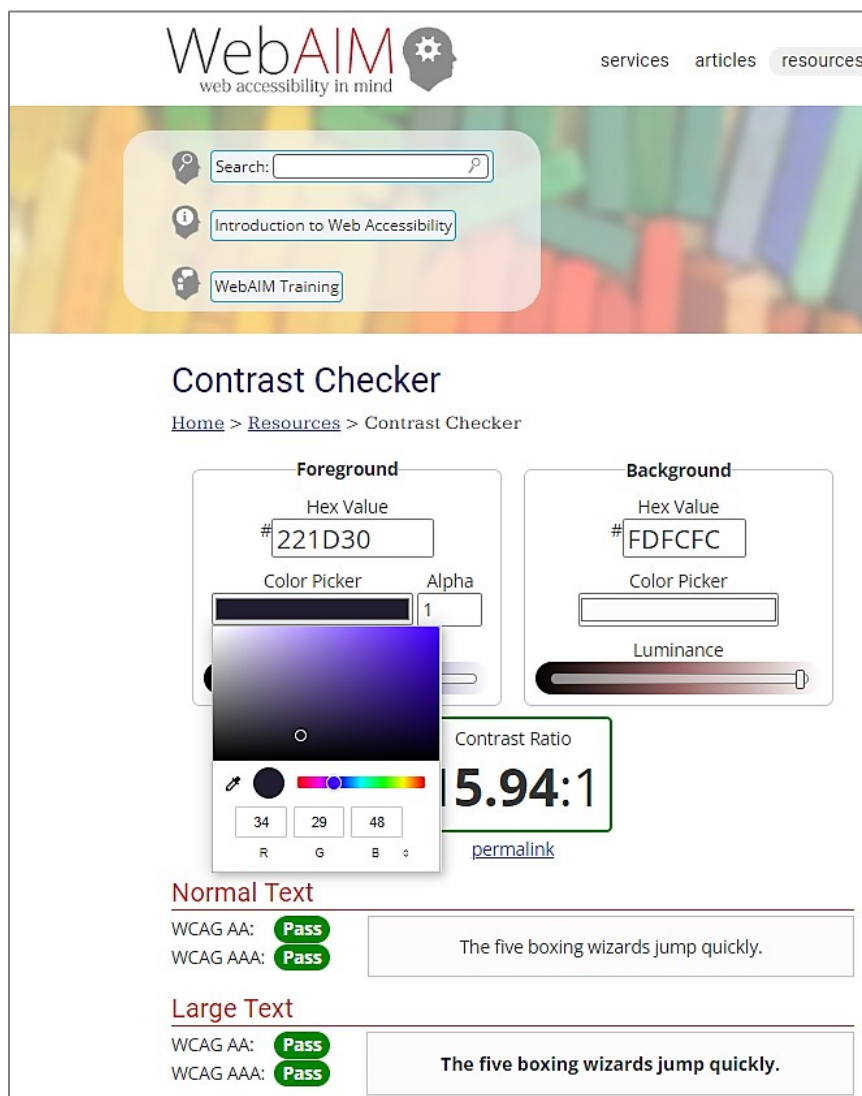 WebAIM
web accessibility in mind
services articles resources
Search:
Introduction to Web Accessibility
WebAIM Training
Contrast Checker
Home > Resources > Contrast Checker
Foreground
Hex Value
#221D30
Color Picker Alpha
1
Background
Hex Value
#FDFCFC
Color Picker
Luminance
34 29 48
R G B
Contrast Ratio
15.94:1
permalink
Normal Text
WCAG AA: Pass
WCAG AAA: Pass
The five boxing wizards jump quickly.
Large Text
WCAG AA: Pass
WCAG AAA: Pass
The five boxing wizards jump quickly.